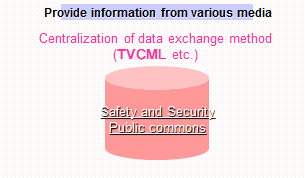 Provide information from various media
Centralization of data exchange method
(TVCML etc.)
Safety and Security
Public commons